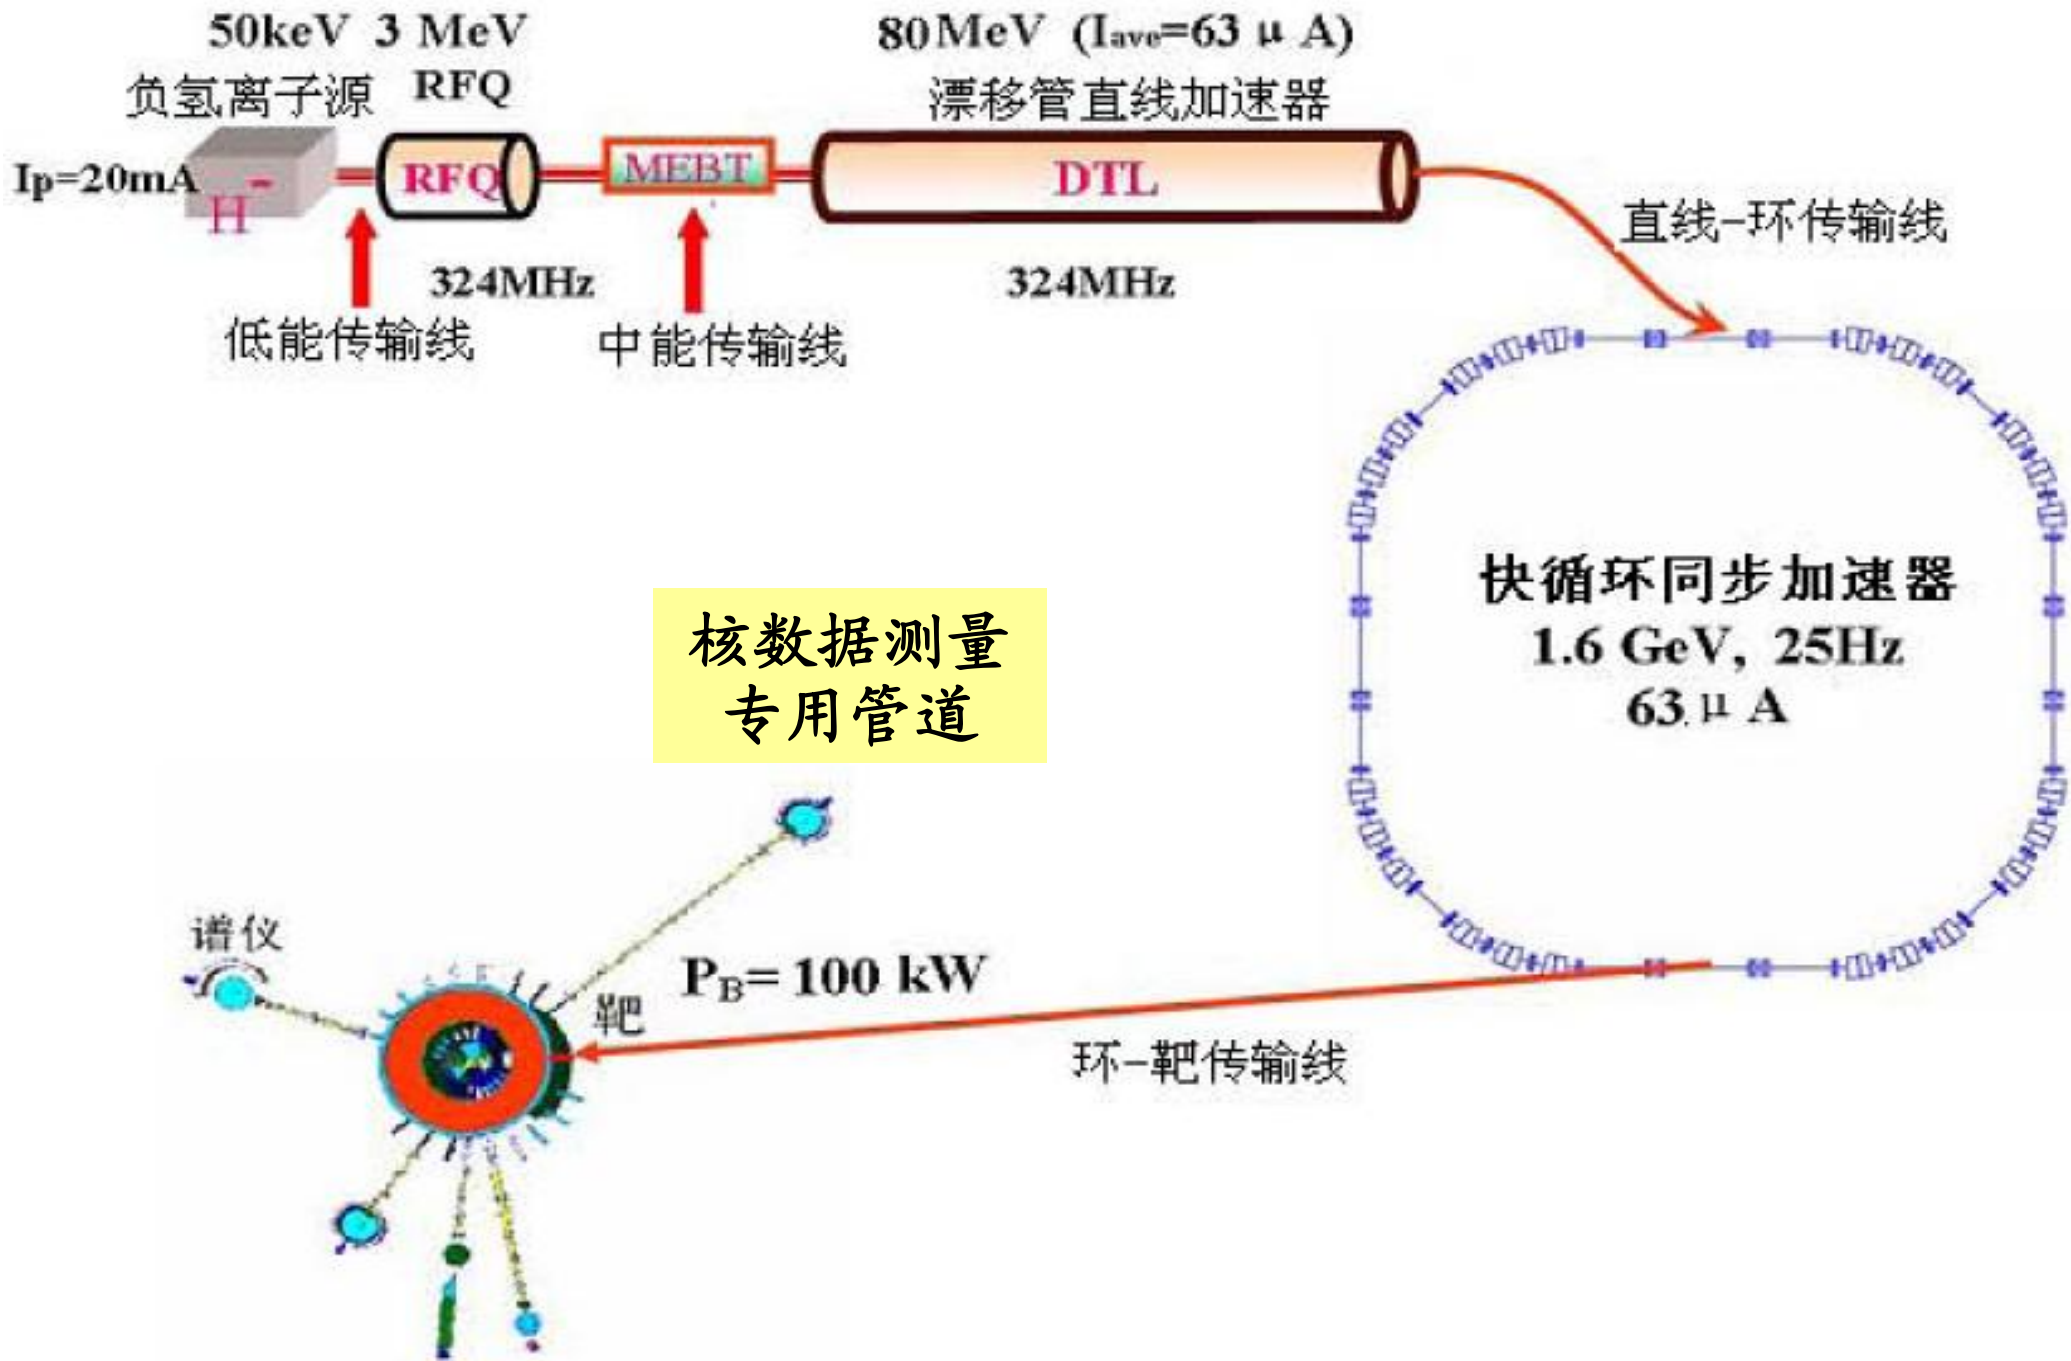 50keV 3 MeV
负氢离子源 RFQ
80MeV (Iave=63 μ A)
漂移管直线加速器
Ip=20mA
H-
RFQ
MEBT
DTL
直线-环传输线
324MHz
324MHz
低能传输线
中能传输线
快循环同步加速器
1.6 GeV, 25Hz
63 μ A
核数据测量
专用管道
谱仪
PB= 100 kW
靶
环-靶传输线